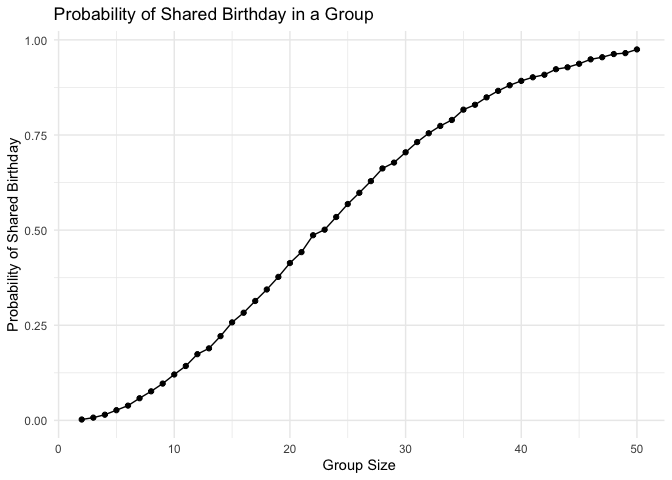 Probability of Shared Birthday in a Group
Probability of Shared Birthday
1.00
0.75
0.50
0.25
0.00
0 10 20 30 40 50
Group Size